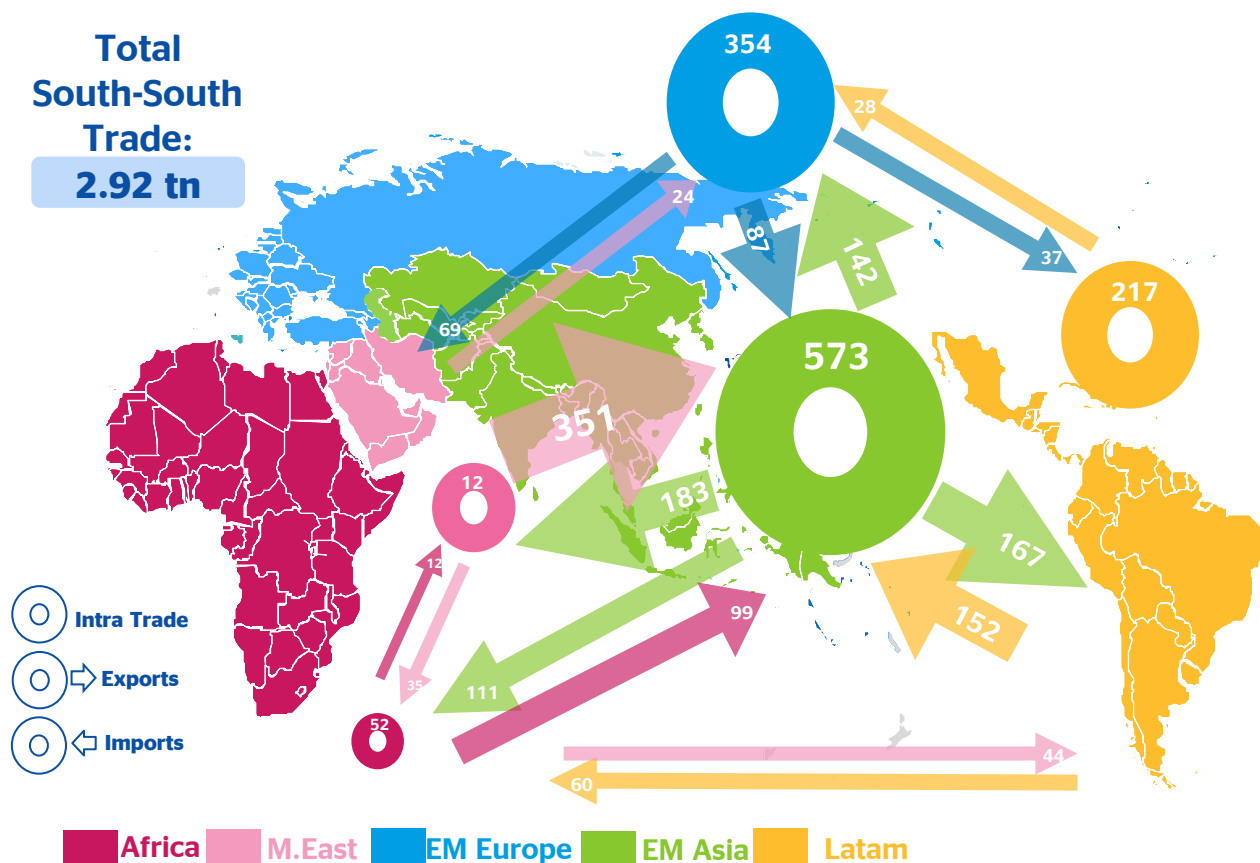 Total
South-South
Trade:
2.92 tn
354
28
24
87
142
37
217
69
573
351
183
12
167
12
99
152
35
111
52
44
60
Intra Trade
Exports
Imports
Africa
M.East
EM Europe
EM Asia
Latam